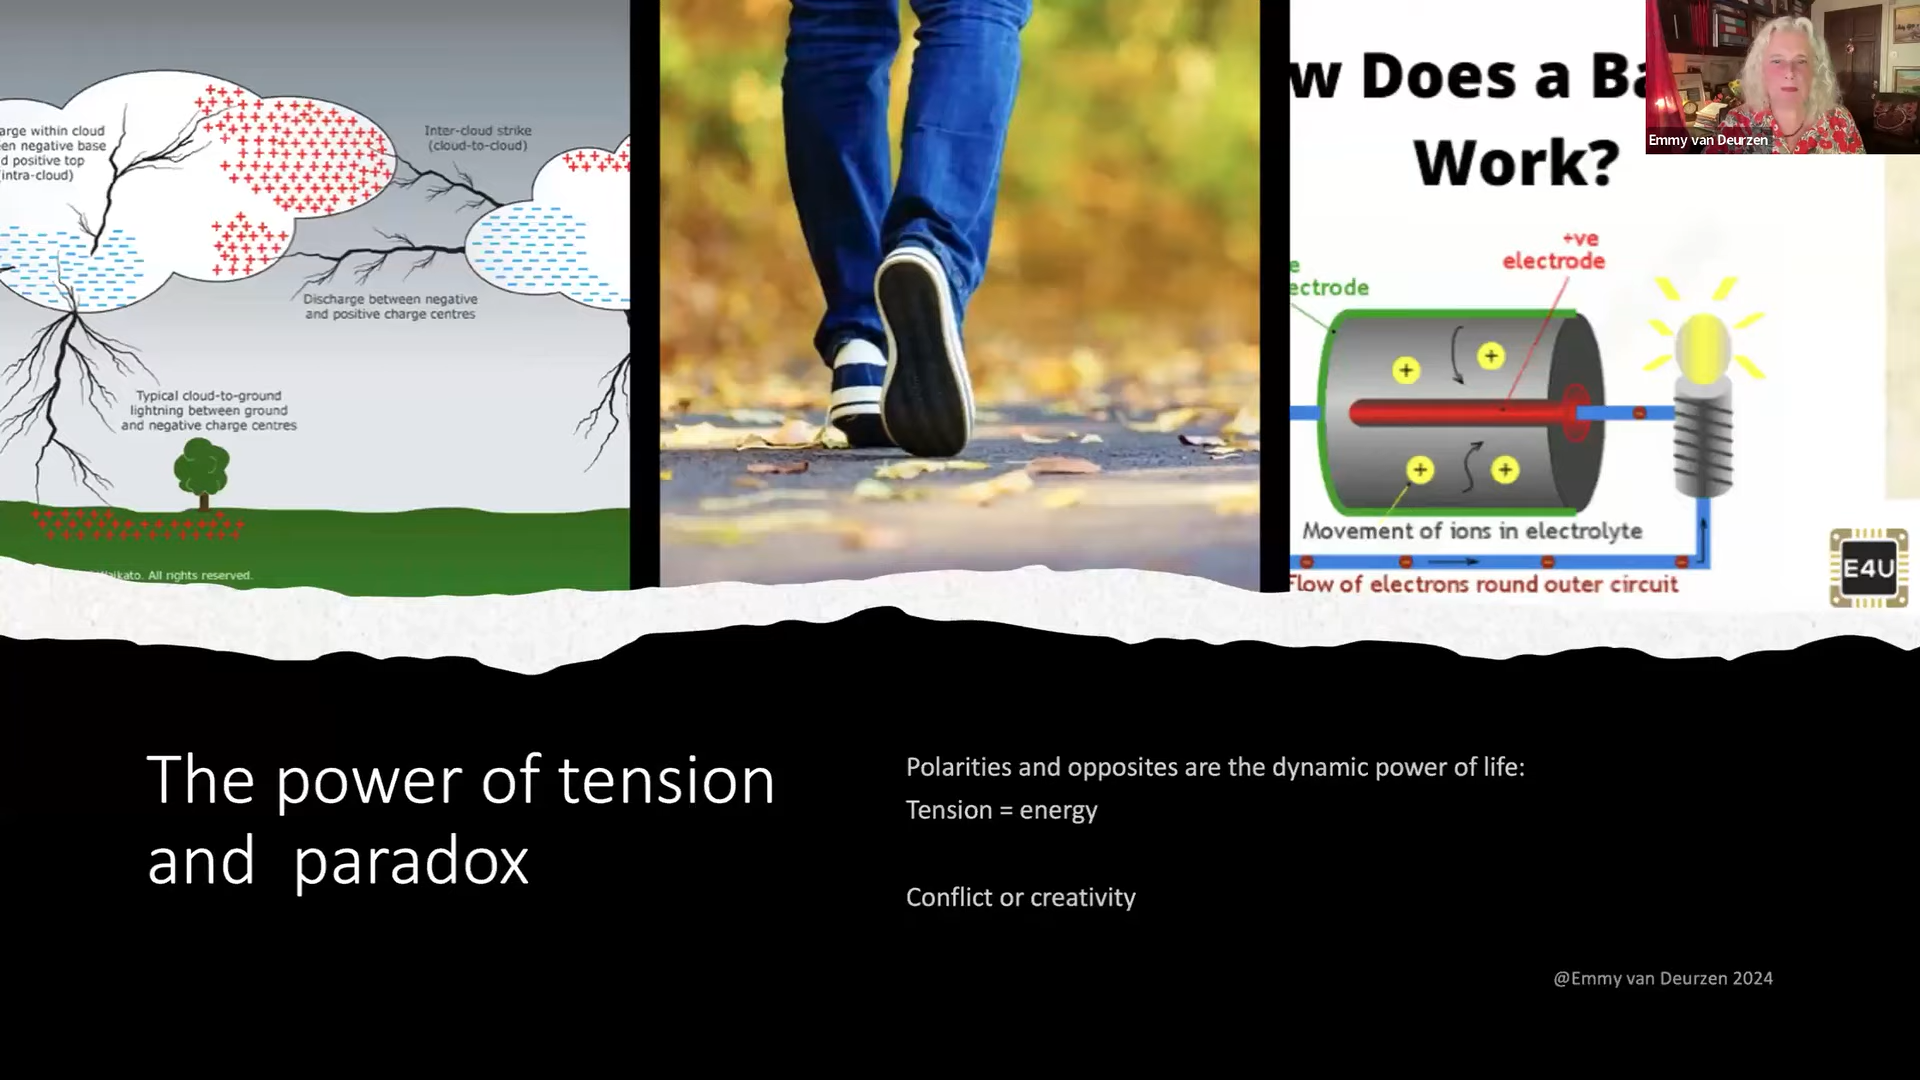 arge within cloud
en negative base
d positive top
(intra-cloud)
Inter-cloud strike
(cloud-to-cloud)
Discharge between negative
and positive charge centres
Typical cloud-to-ground
lightning between ground
and negative charge centres
aikato. All rights reserved.
w Does a Ba
Work?
+ve
electrode
e
ectrode
Movement of ions in electrolyte
Flow of electrons round outer circuit
E4U
Emmy van Deurzen
The power of tension
and paradox
Polarities and opposites are the dynamic power of life:
Tension = energy
Conflict or creativity
@Emmy van Deurzen 2024